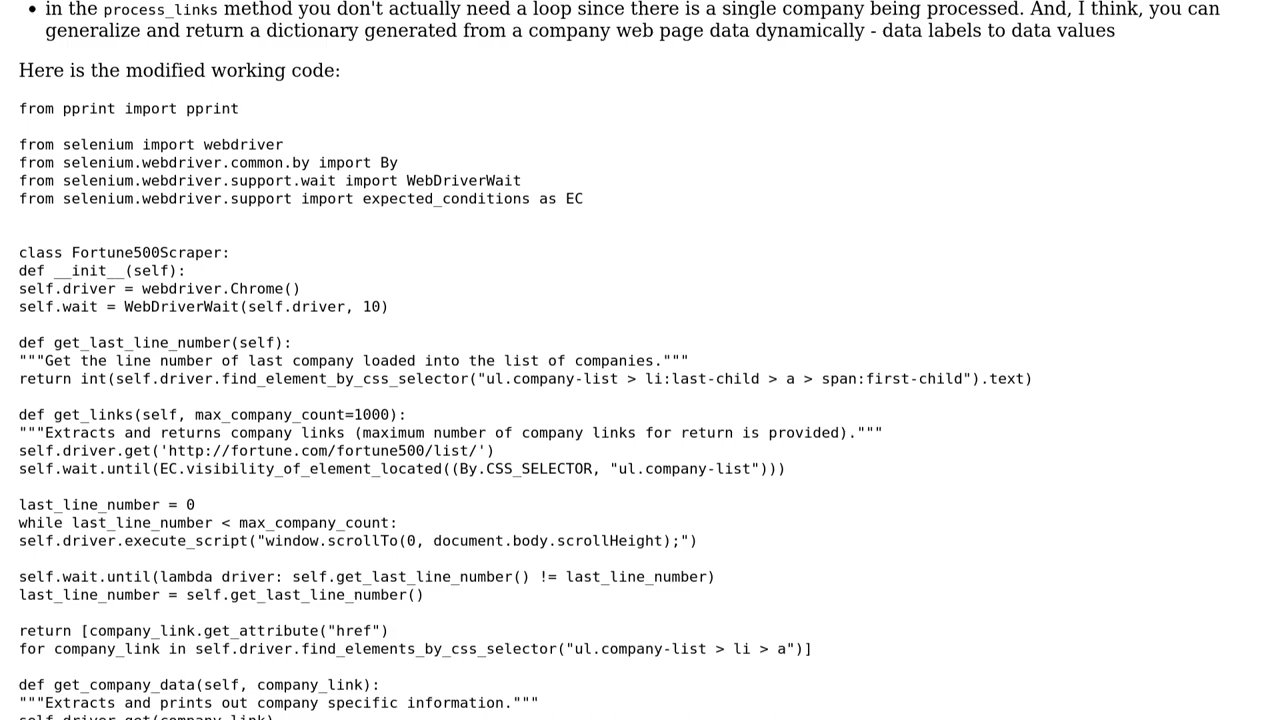 • in the process_links method you don't actually need a loop since there is a single company being processed. And, I think, you can
generalize and return a dictionary generated from a company web page data dynamically - data labels to data values
Here is the modified working code:
from pprint import pprint
from selenium import webdriver
from selenium.webdriver.common.by import By
from selenium.webdriver.support.wait import WebDriverWait
from selenium.webdriver.support import expected_conditions as EC
class Fortune500Scraper:
def __init__(self):
self.driver = webdriver.Chrome()
self.wait = WebDriverWait(self.driver, 10)
def get_last_line_number(self):
"""Get the line number of last company loaded into the list of companies."""
return int(self.driver.find_element_by_css_selector("ul.company-list > li:last-child > a > span:first-child").text)
def get_links(self, max_company_count=1000):
"""Extracts and returns company links (maximum number of company links for return is provided)."""
self.driver.get('http://fortune.com/fortune500/list/')
self.wait.until(EC.visibility_of_element_located((By.CSS_SELECTOR, "ul.company-list")))
last_line_number = 0
while last_line_number < max_company_count:
self.driver.execute_script("window.scrollTo(0, document.body.scrollHeight);")
self.wait.until(lambda driver: self.get_last_line_number() != last_line_number)
last_line_number = self.get_last_line_number()
return [company_link.get_attribute("href")
for company_link in self.driver.find_elements_by_css_selector("ul.company-list > li > a")]
def get_company_data(self, company_link):
"""Extracts and prints out company specific information."""
self.driver.get(company_link)